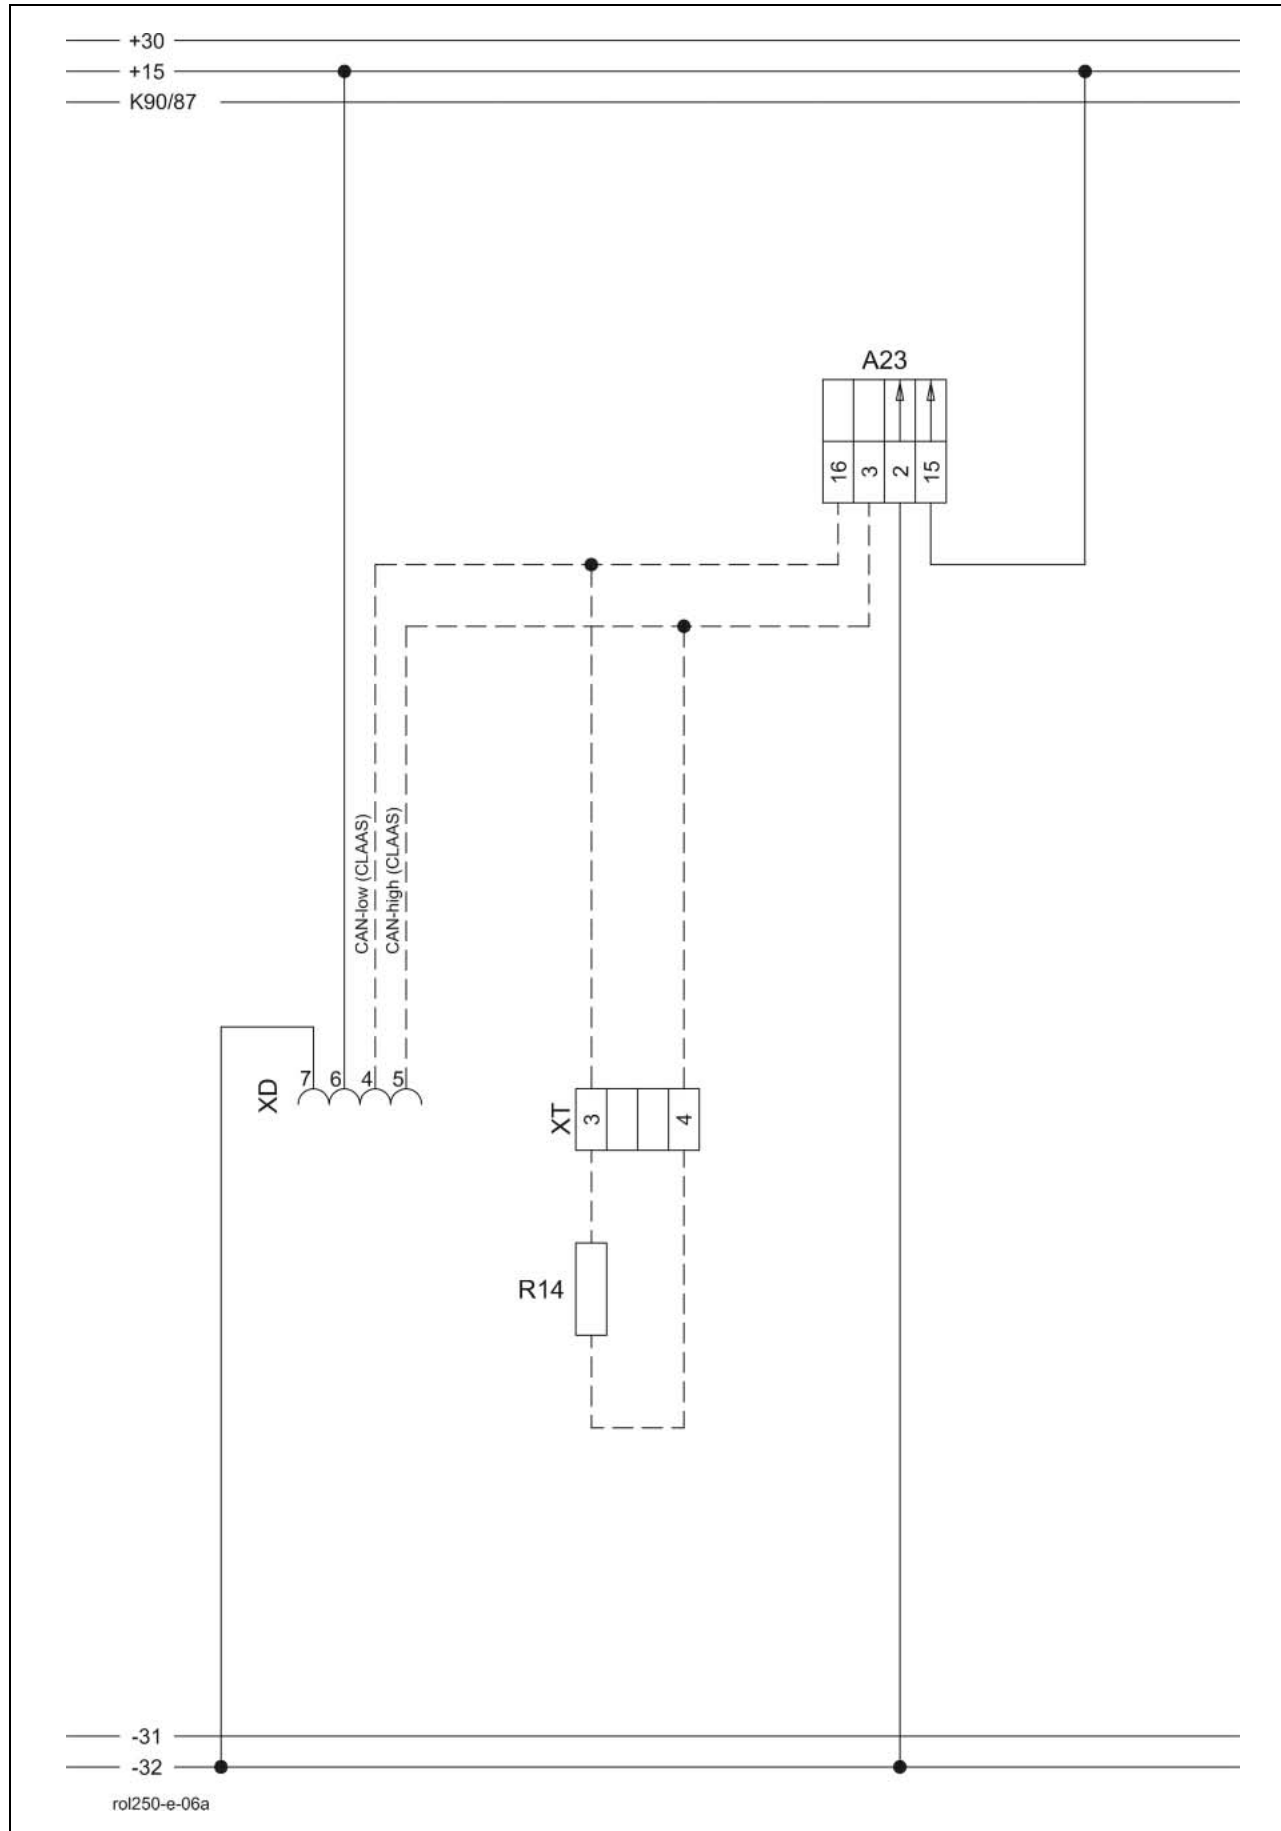 +30
+15
K90/87
A23
16 3 2 15
CAN-low (CLAAS)
CAN-high (CLAAS)
XD
7 6 4 5
XT
3 4
R14
-31
-32
rol250-e-06a